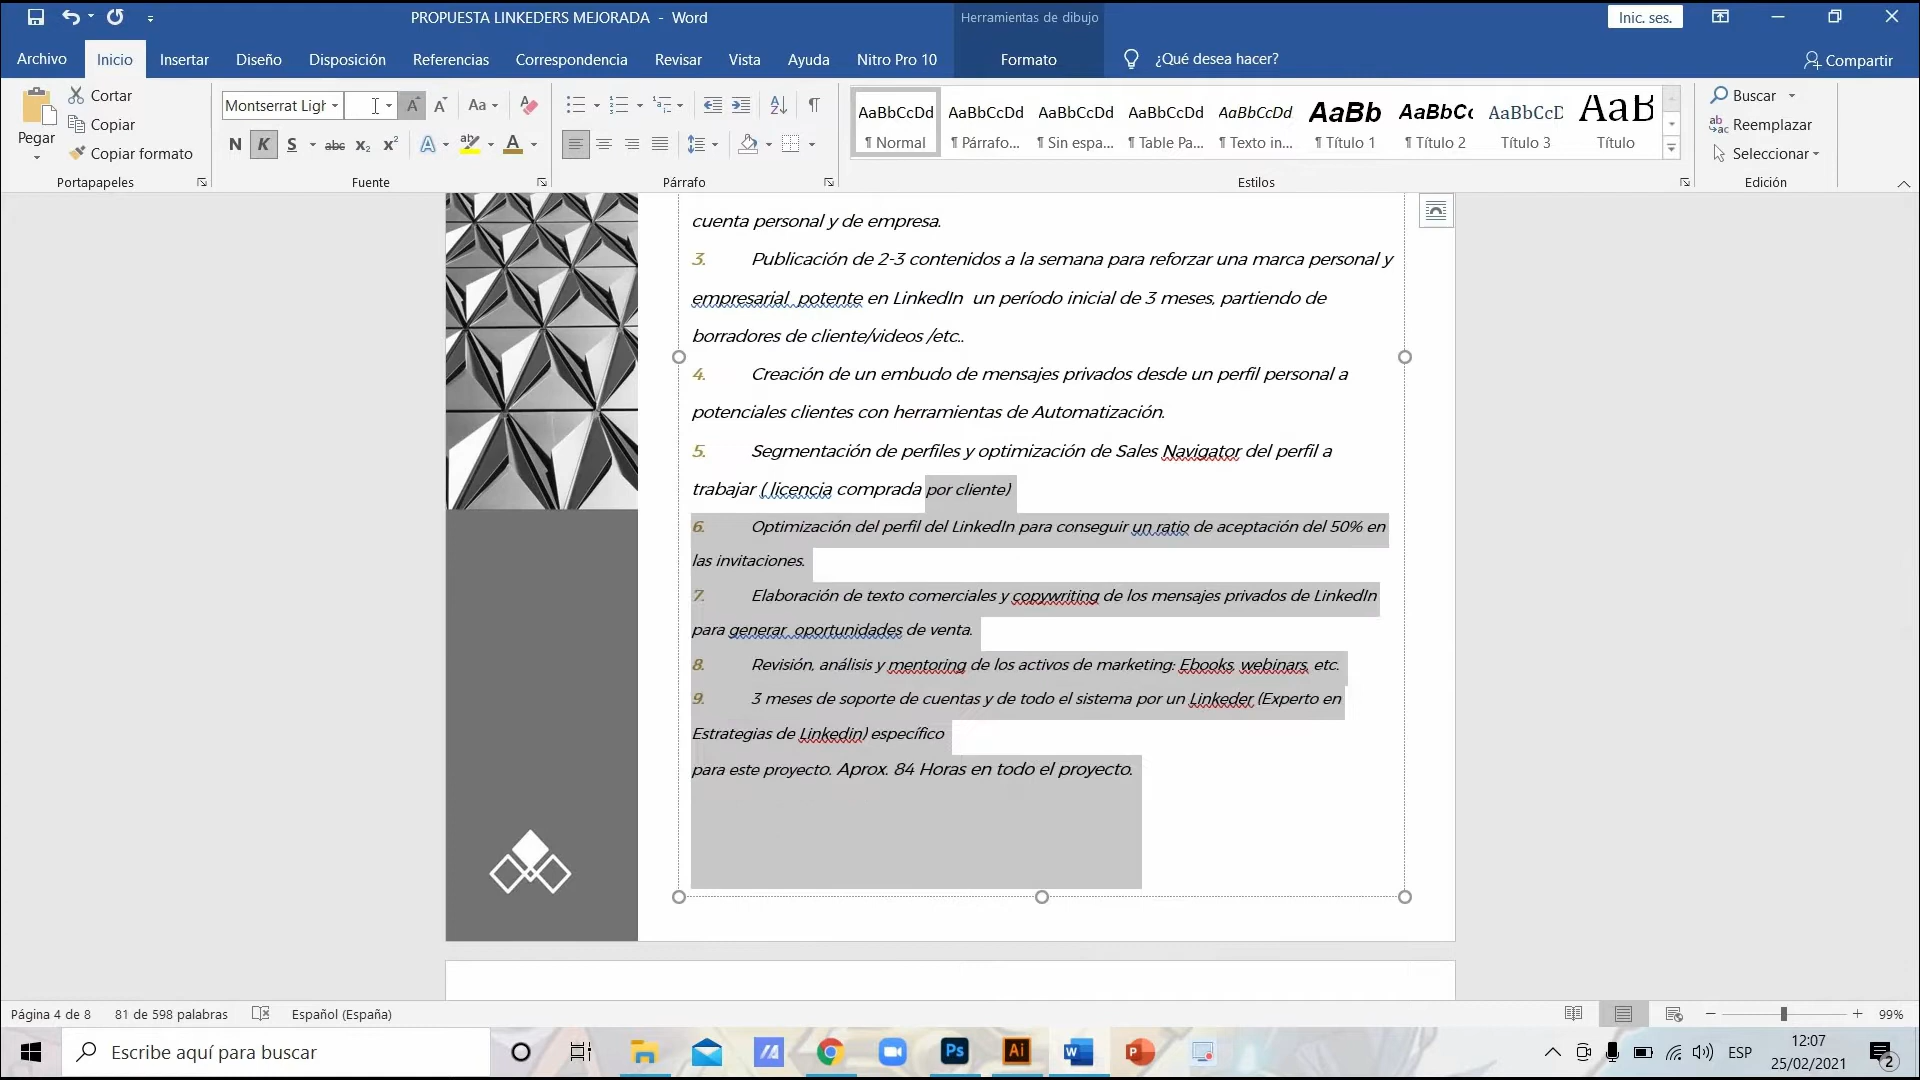 PROPUESTA LINKEDERS MEJORADA - Word
Herramientas de dibujo
Inic. ses.
Archivo
Inicio
Insertar
Diseño
Disposición
Referencias
Correspondencia
Revisar
Vista
Ayuda
Nitro Pro 10
Formato
¿Qué desea hacer?
Compartir
Pegar
Cortar
Copiar
Copiar formato
Portapapeles
Montserrat Ligh
Fuente
Párrafo
AaBbCcDd
¶ Normal
AaBbCcDd
¶ Párrafo...
AaBbCcDd
¶ Sin espa...
AaBbCcDd
¶ Table Pa...
AaBbCcDd
¶ Texto in...
AaBb
¶ Título 1
AaBbCc
¶ Título 2
AaBbCcD
Título 3
AaB
Título
Estilos
Buscar
Reemplazar
Seleccionar
Edición
cuenta personal y de empresa.
3. Publicación de 2-3 contenidos a la semana para reforzar una marca personal y
empresarial potente en LinkedIn un período inicial de 3 meses, partiendo de
borradores de cliente/videos /etc..
4. Creación de un embudo de mensajes privados desde un perfil personal a
potenciales clientes con herramientas de Automatización.
5. Segmentación de perfiles y optimización de Sales Navigator del perfil a
trabajar ( licencia comprada por cliente)
6. Optimización del perfil del LinkedIn para conseguir un ratio de aceptación del 50% en
las invitaciones.
7. Elaboración de texto comerciales y copywriting de los mensajes privados de LinkedIn
para generar oportunidades de venta.
8. Revisión, análisis y mentoring de los activos de marketing: Ebooks, webinars, etc.
9. 3 meses de soporte de cuentas y de todo el sistema por un Linkeder (Experto en
Estrategias de Linkedin) específico
para este proyecto. Aprox. 84 Horas en todo el proyecto.
Página 4 de 8
81 de 598 palabras
Español (España)
99%
Escribe aquí para buscar
ESP
12:07
25/02/2021
2